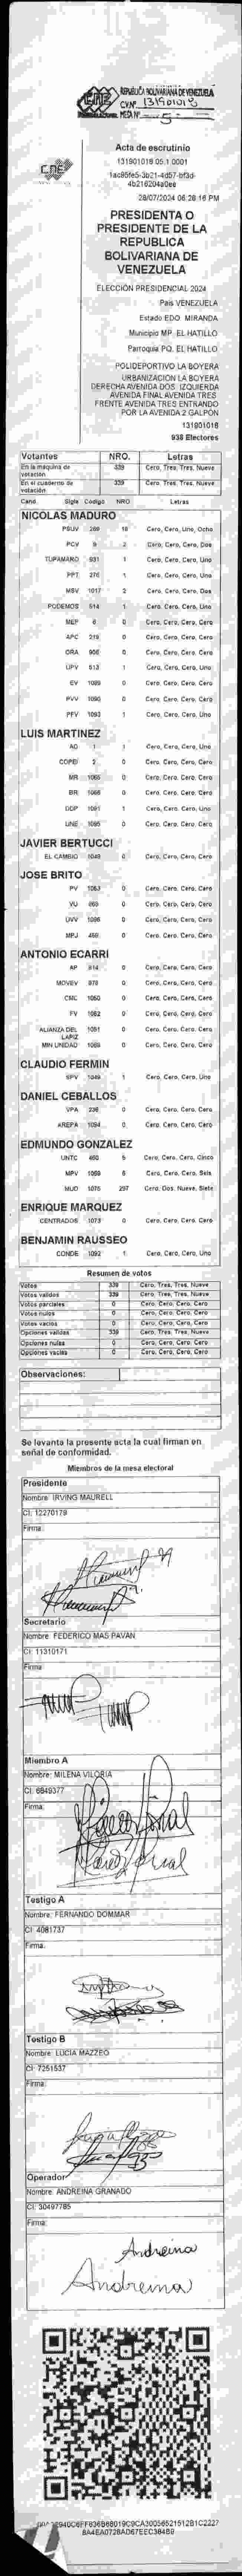 CNE
REPUBLICA BOLIVARIANA DE VENEZUELA
CV Nº 131901018
MESA Nº 5
Acta de escrutinio
131901018.05.1.0001
28/07/2024 06:28:16 PM
PRESIDENTA O
PRESIDENTE DE LA
REPUBLICA
BOLIVARIANA DE
VENEZUELA
ELECCIÓN PRESIDENCIAL 2024
Pais VENEZUELA
Estado EDO. MIRANDA
Municipio MP. EL HATILLO
Parroquia PQ. EL HATILLO
POLIDEPORTIVO LA BOYERA
URBANIZACION LA BOYERA
DERECHA AVENIDA DOS. IZQUIERDA
AVENIDA FINAL AVENIDA TRES
FRENTE AVENIDA TRES ENTRANDO
POR LA AVENIDA 2 GALPON
131901018
938 Electores
Votantes NRO. Letras
En la máquina de votación 339 Cero, Tres, Tres, Nueve
En el cuaderno de votación 339 Cero, Tres, Tres, Nueve
Cand. Sigla Codigo NRO Letras
NICOLAS MADURO
PSUV 269 18 Cero, Cero, Uno, Ocho
PCV 9 2 Cero, Cero, Cero, Dos
TUPAMARO 931 1 Cero, Cero, Cero, Uno
PPT 276 1 Cero, Cero, Cero, Uno
MSV 1017 2 Cero, Cero, Cero, Dos
PODEMOS 514 1 Cero, Cero, Cero, Uno
MEP 6 0 Cero, Cero, Cero, Cero
APC 219 0 Cero, Cero, Cero, Cero
ORA 906 0 Cero, Cero, Cero, Cero
UPV 613 1 Cero, Cero, Cero, Uno
EV 1089 0 Cero, Cero, Cero, Cero
PVV 1090 0 Cero, Cero, Cero, Cero
PFV 1093 1 Cero, Cero, Cero, Uno
LUIS MARTINEZ
AD 1 1 Cero, Cero, Cero, Uno
COPEI 2 0 Cero, Cero, Cero, Cero
MR 1065 0 Cero, Cero, Cero, Cero
BR 1066 0 Cero, Cero, Cero, Cero
DDP 1091 1 Cero, Cero, Cero, Uno
UNE 1095 0 Cero, Cero, Cero, Cero
JAVIER BERTUCCI
EL CAMBIO 1048 0 Cero, Cero, Cero, Cero
JOSE BRITO
PV 1053 0 Cero, Cero, Cero, Cero
VU 665 0 Cero, Cero, Cero, Cero
UVV 1096 0 Cero, Cero, Cero, Cero
MPJ 468 0 Cero, Cero, Cero, Cero
ANTONIO ECARRI
AP 814 0 Cero, Cero, Cero, Cero
MOVEV 978 0 Cero, Cero, Cero, Cero
CMC 1050 0 Cero, Cero, Cero, Cero
FV 1062 0 Cero, Cero, Cero, Cero
ALIANZA DEL LAPIZ 1051 0 Cero, Cero, Cero, Cero
MIN UNIDAD 1069 0 Cero, Cero, Cero, Cero
CLAUDIO FERMIN
SPV 1049 1 Cero, Cero, Cero, Uno
DANIEL CEBALLOS
VPA 236 0 Cero, Cero, Cero, Cero
AREPA 1094 0 Cero, Cero, Cero, Cero
EDMUNDO GONZALEZ
UNTC 460 5 Cero, Cero, Cero, Cinco
MPV 1069 6 Cero, Cero, Cero, Seis
MUD 1075 297 Cero, Dos, Nueve, Siete
ENRIQUE MARQUEZ
CENTRADOS 1073 0 Cero, Cero, Cero, Cero
BENJAMIN RAUSSEO
CONDE 1092 1 Cero, Cero, Cero, Uno
Resumen de votos
Votos 339 Cero, Tres, Tres, Nueve
Votos válidos 339 Cero, Tres, Tres, Nueve
Votos parciales 0 Cero, Cero, Cero, Cero
Votos nulos 0 Cero, Cero, Cero, Cero
Votos vacíos 0 Cero, Cero, Cero, Cero
Opciones validas 339 Cero, Tres, Tres, Nueve
Opciones nulas 0 Cero, Cero, Cero, Cero
Opciones vacías 0 Cero, Cero, Cero, Cero
Observaciones:
Se levanta la presente acta la cual firman en
señal de conformidad.
Miembros de la mesa electoral
Presidente
Nombre: IRVING MAURELL
CI: 12270179
Firma:
Secretario
Nombre: FEDERICO MAS PAVAN
CI: 11310171
Firma:
Miembro A
Nombre: MILENA VILORIA
CI: 6849377
Firma:
Testigo A
Nombre: FERNANDO DOMMAR
CI: 4081737
Firma:
Testigo B
Nombre: LUCIA MAZZEO
CI: 7251537
Firma:
Operador
Nombre: ANDREINA GRANADO
CI: 30497785
Firma:
Andreina
Andreina